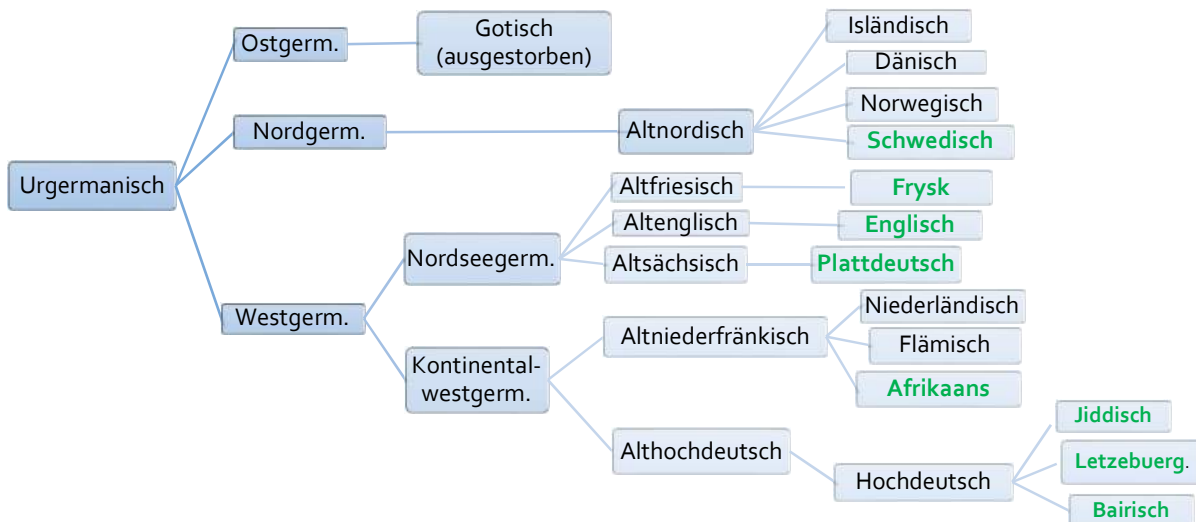 Urgermanisch
Ostgerm.
Gotisch
(ausgestorben)
Nordgerm.
Altnordisch
Isländisch
Dänisch
Norwegisch
Schwedisch
Westgerm.
Nordseegerm.
Altfriesisch
Frysk
Altenglisch
Englisch
Altsächsisch
Plattdeutsch
Kontinental-
westgerm.
Altniederfränkisch
Niederländisch
Flämisch
Afrikaans
Althochdeutsch
Hochdeutsch
Jiddisch
Letzebuerg.
Bairisch